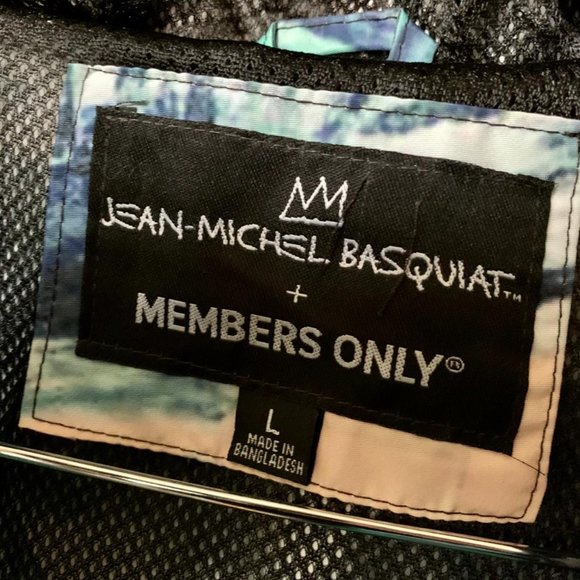 JEAN-MICHEL BASQUIAT™
+
MEMBERS ONLY®
L
MADE IN
BANGLADESH